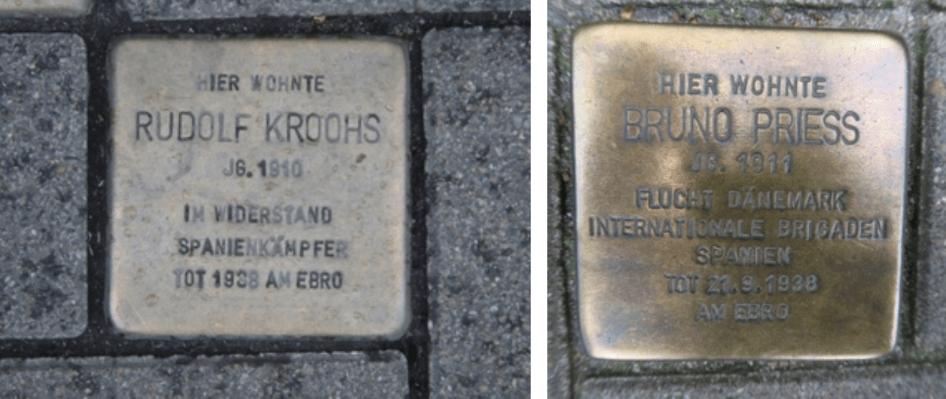 HIER WOHNTE
RUDOLF KROOHS
JG. 1910
IM WIDERSTAND
SPANIENKÄMPFER
TOT 1938 AM EBRO
HIER WOHNTE
BRUNO PRIESS
JG. 1911
FLUCHT DÄNEMARK
INTERNATIONALE BRIGADEN
SPANIEN
TOT 21.9.1938
AM EBRO